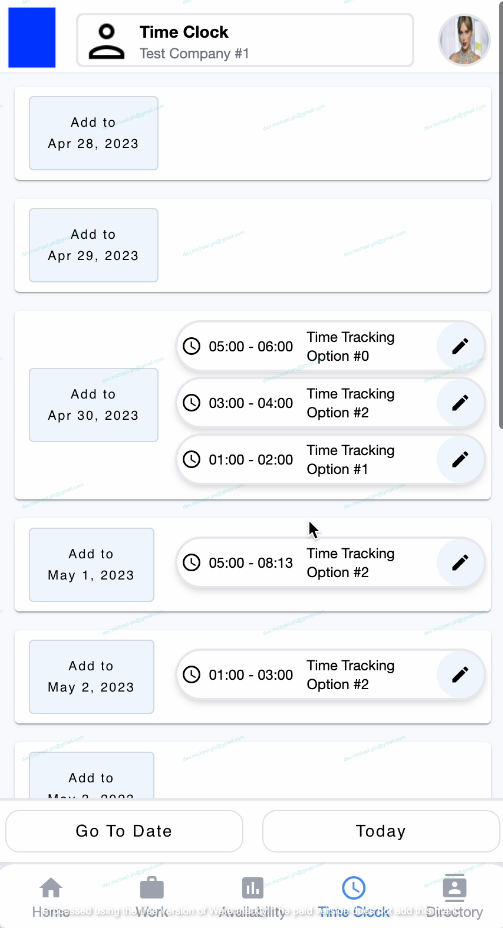 Time Clock
Test Company #1
Add to
Apr 28, 2023
Add to
Apr 29, 2023
05:00 - 06:00 Time Tracking
Option #0
Add to
Apr 30, 2023
03:00 - 04:00 Time Tracking
Option #2
01:00 - 02:00 Time Tracking
Option #1
Add to
May 1, 2023
05:00 - 08:13 Time Tracking
Option #2
Add to
May 2, 2023
01:00 - 03:00 Time Tracking
Option #2
Add to
May 3, 2023
Go To Date
Today
Home Work Availability Time Clock Directory